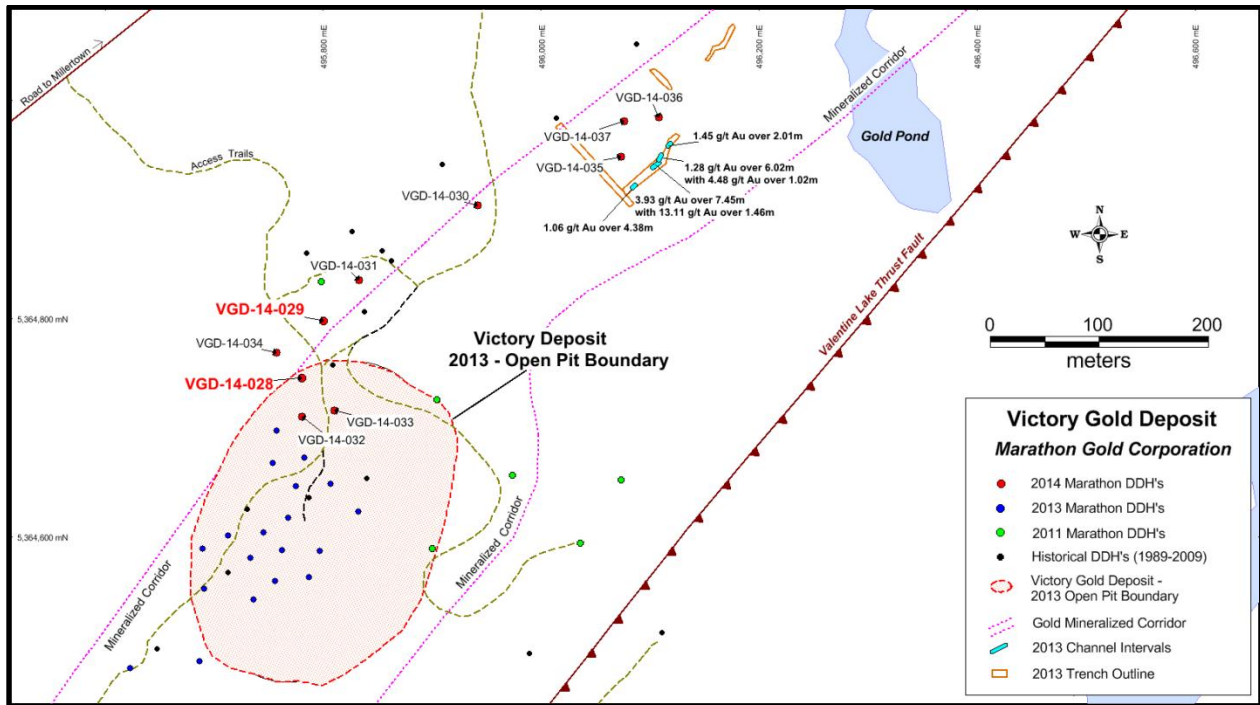 495,800 mE
496,000 mE
496,200 mE
496,400 mE
496,600 mE
Road to Millertown
Access Trails
Mineralized Corridor
Gold Pond
VGD-14-036
VGD-14-037
VGD-14-035
1.45 g/t Au over 2.01m
1.28 g/t Au over 6.02m
with 4.48 g/t Au over 1.02m
3.93 g/t Au over 7.45m
with 13.11 g/t Au over 1.46m
1.06 g/t Au over 4.38m
VGD-14-030
VGD-14-031
VGD-14-029
5,364,800 mN
VGD-14-034
VGD-14-028
VGD-14-033
VGD-14-032
Victory Deposit
2013 - Open Pit Boundary
Valentine Lake Thrust Fault
N
W E
S
0 100 200
meters
5,364,600 mN
Mineralized Corridor
Mineralized Corridor
Victory Gold Deposit
Marathon Gold Corporation
2014 Marathon DDH's
2013 Marathon DDH's
2011 Marathon DDH's
Historical DDH's (1989-2009)
Victory Gold Deposit -
2013 Open Pit Boundary
Gold Mineralized Corridor
2013 Channel Intervals
2013 Trench Outline